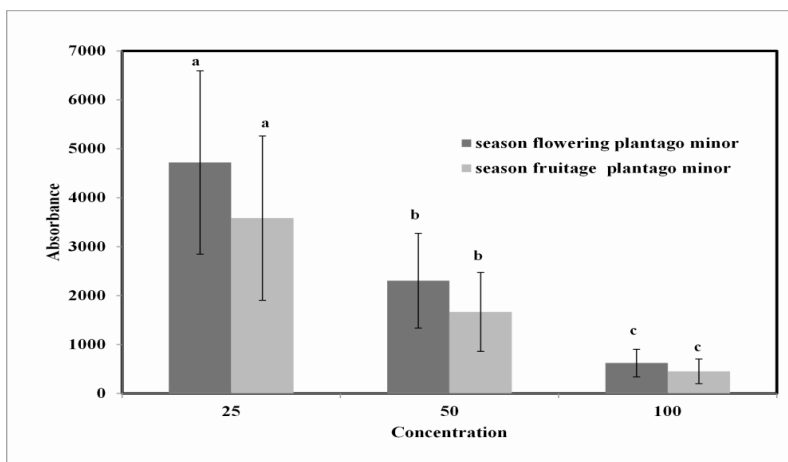 7000
6000
5000
4000
3000
2000
1000
0
Absorbance
a
a
b
b
c
c
season flowering plantago minor
season fruitage plantago minor
25
50
100
Concentration